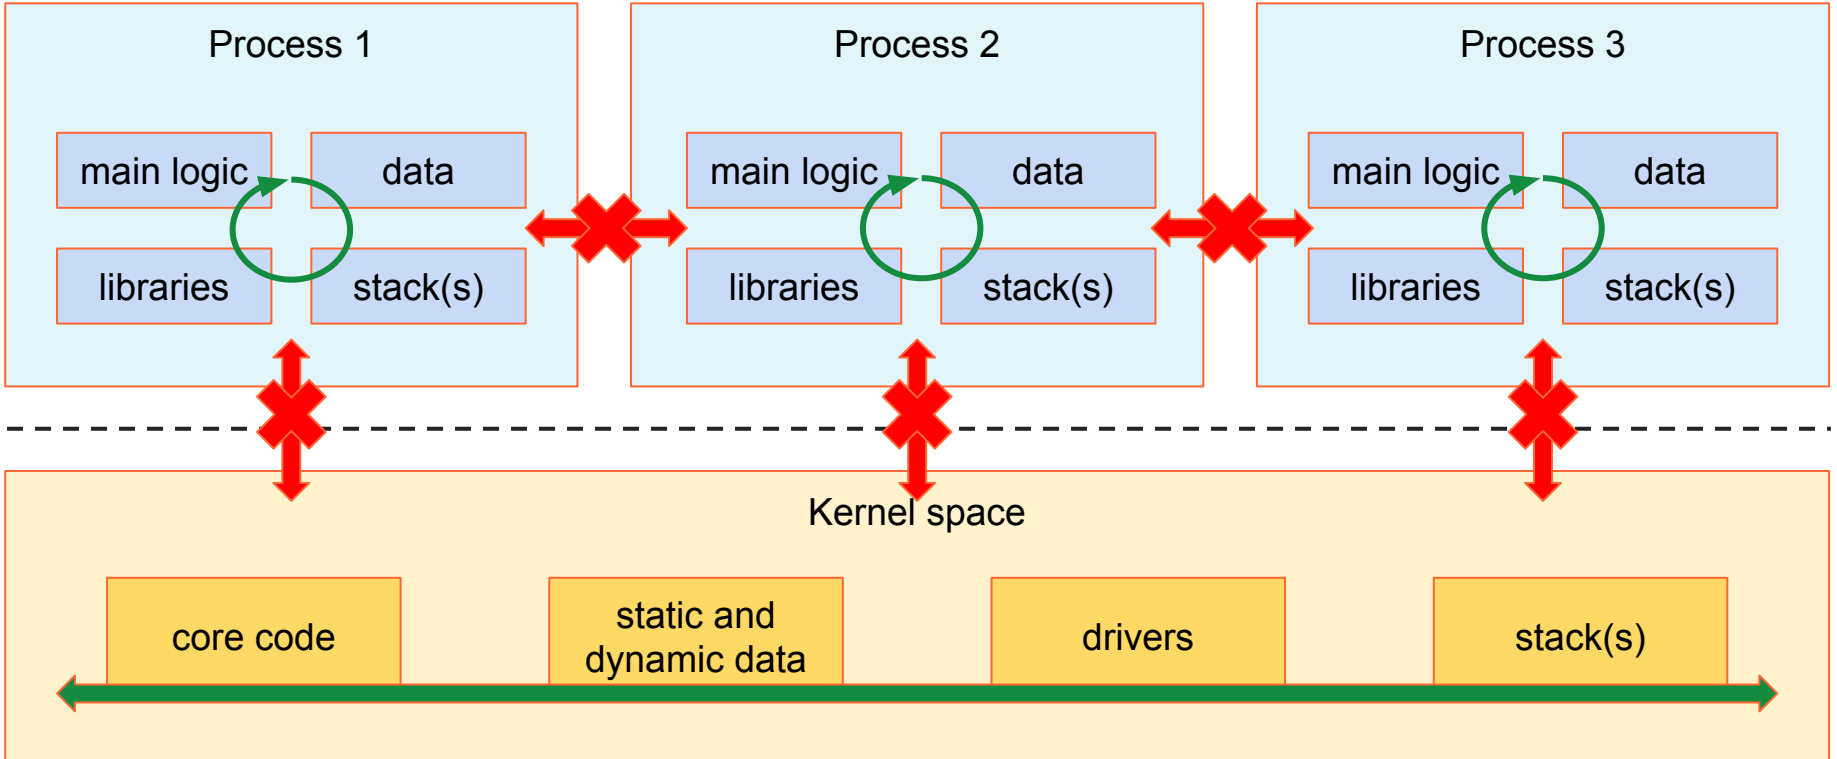 Process 1
Process 2
Process 3
main logic
data
main logic
data
main logic
data
libraries
stack(s)
libraries
stack(s)
libraries
stack(s)
Kernel space
core code
static and
dynamic data
drivers
stack(s)